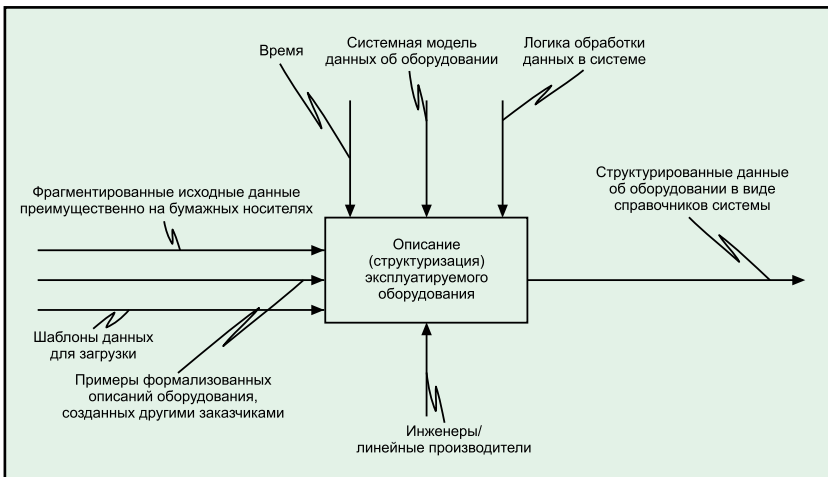 Время
Системная модель
данных об оборудовании
Логика обработки
данных в системе
Фрагментированные исходные данные
преимущественно на бумажных носителях
Структурированные данные
об оборудовании в виде
справочников системы
Описание
(структуризация)
эксплуатируемого
оборудования
Шаблоны данных
для загрузки
Примеры формализованных
описаний оборудования,
созданных другими заказчиками
Инженеры/
линейные производители